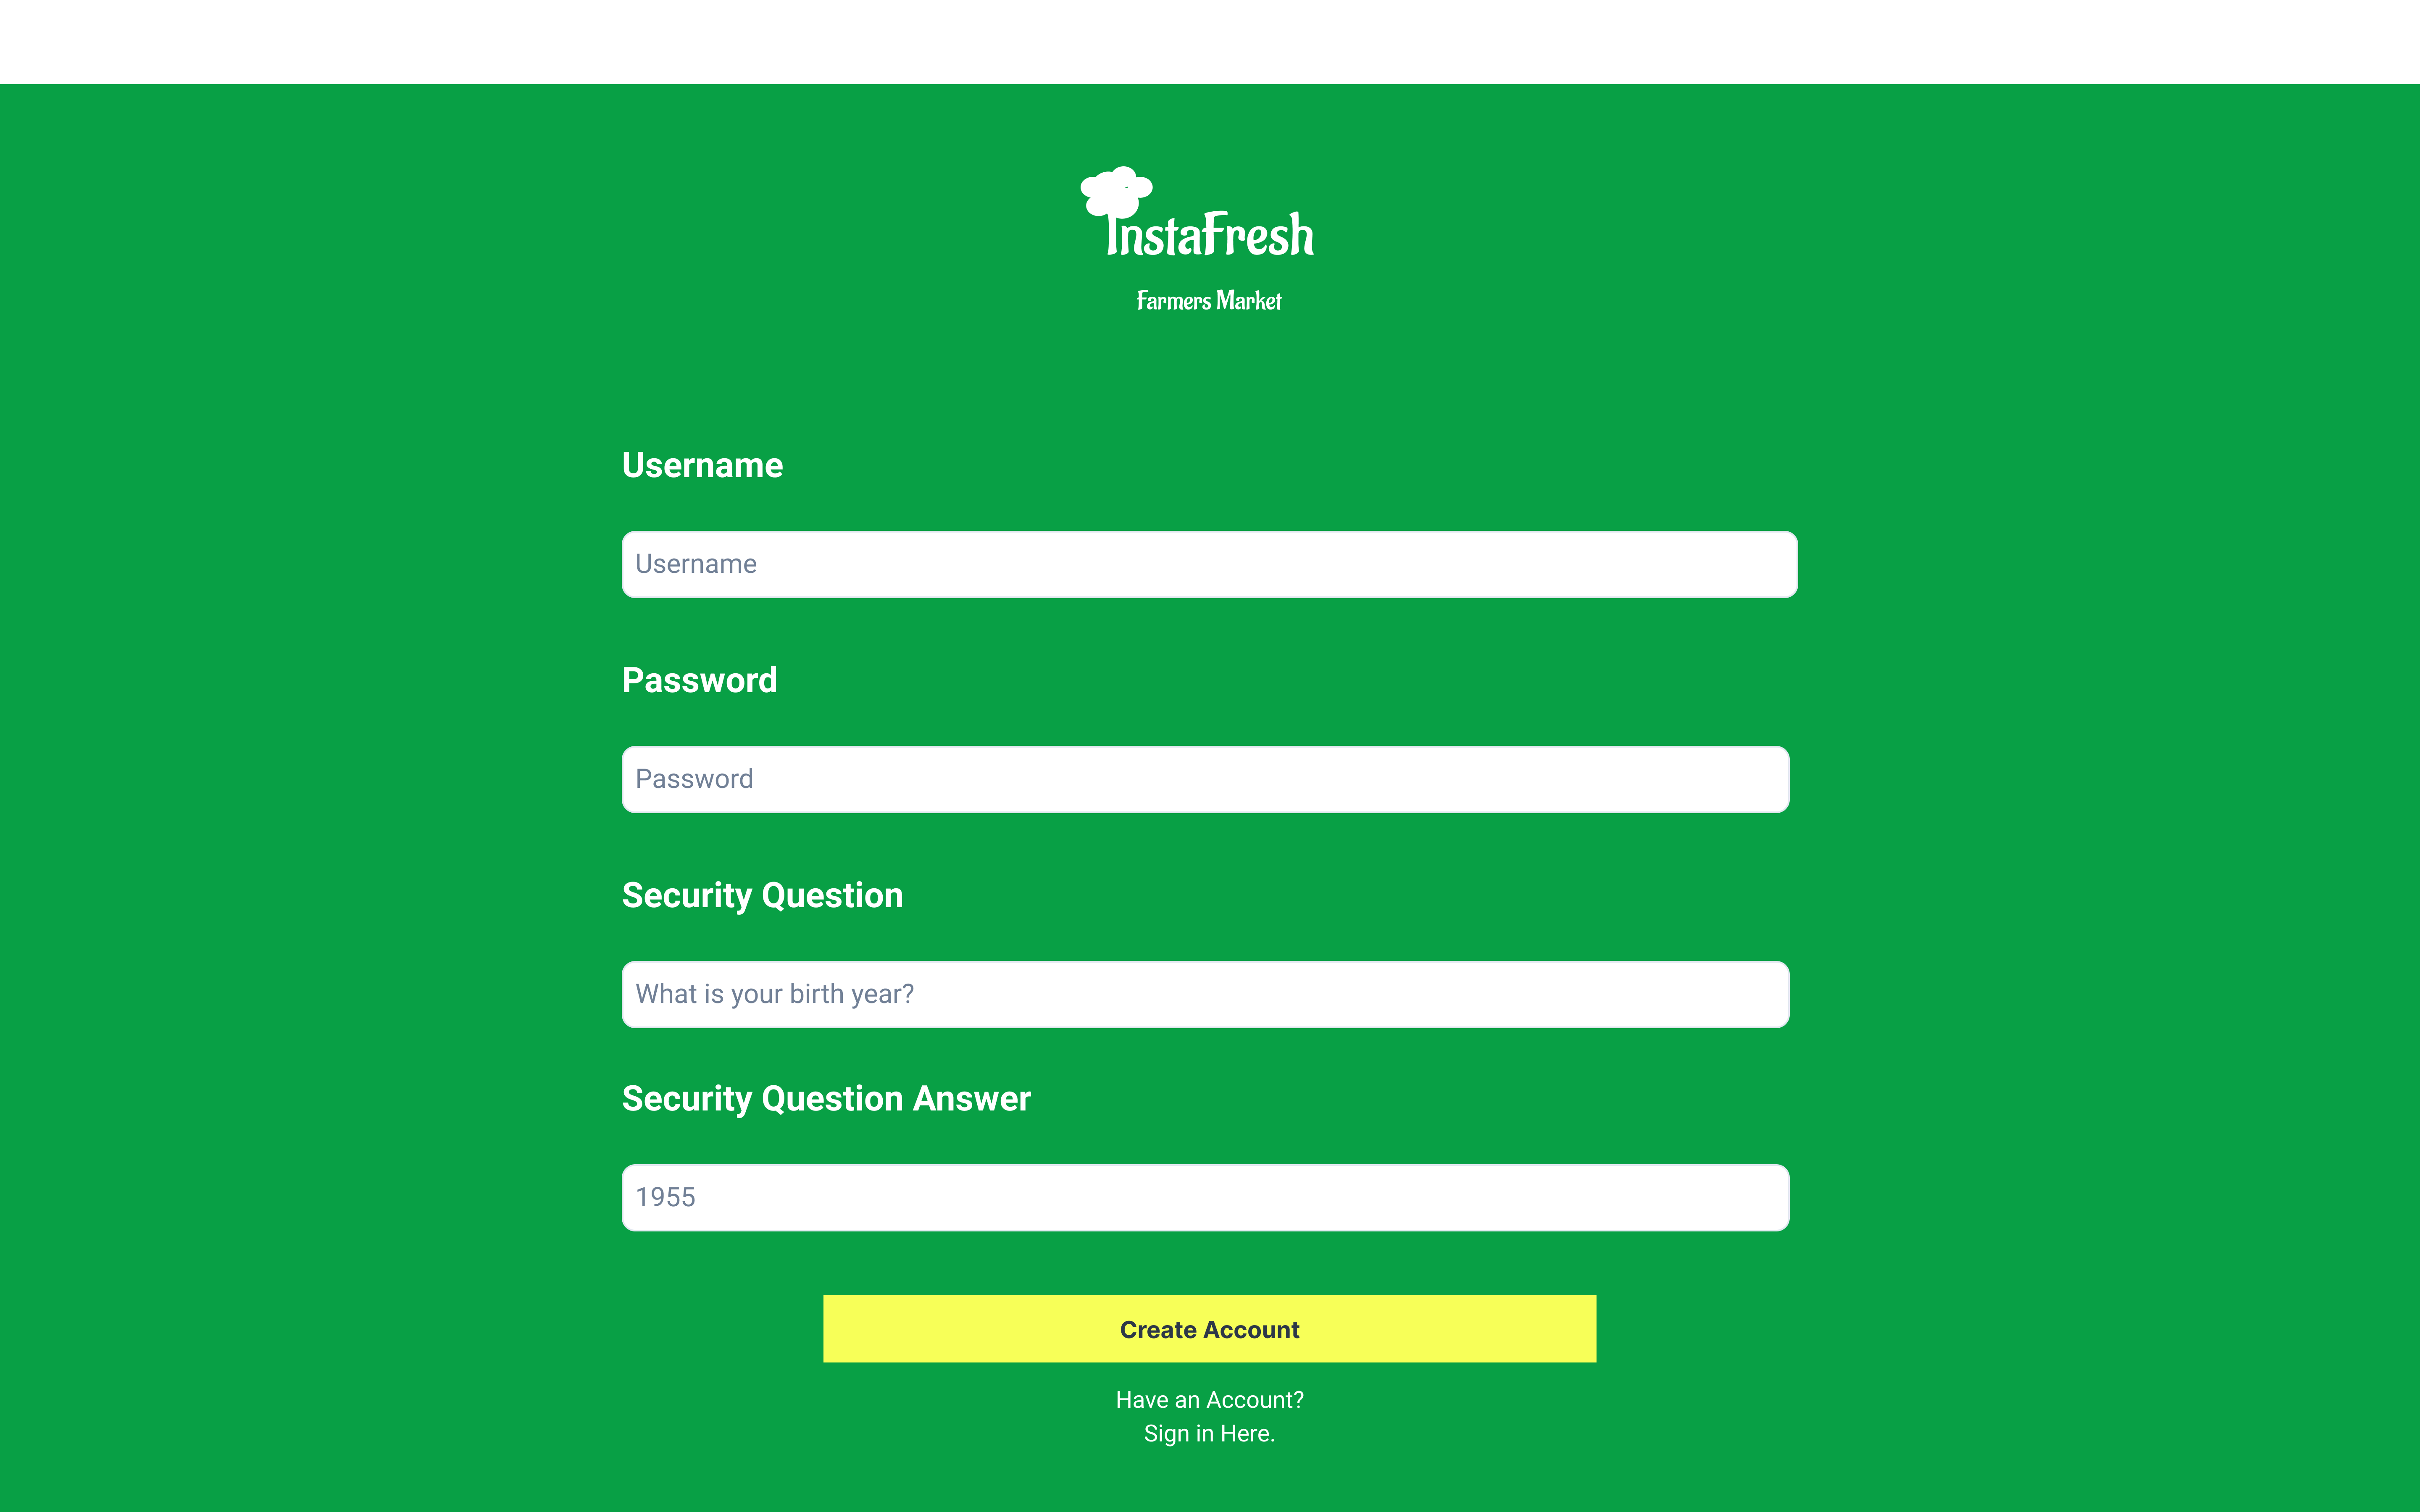 InstaFresh
Farmers Market
Username
Username
Password
Password
Security Question
What is your birth year?
Security Question Answer
1955
Create Account
Have an Account?
Sign in Here.